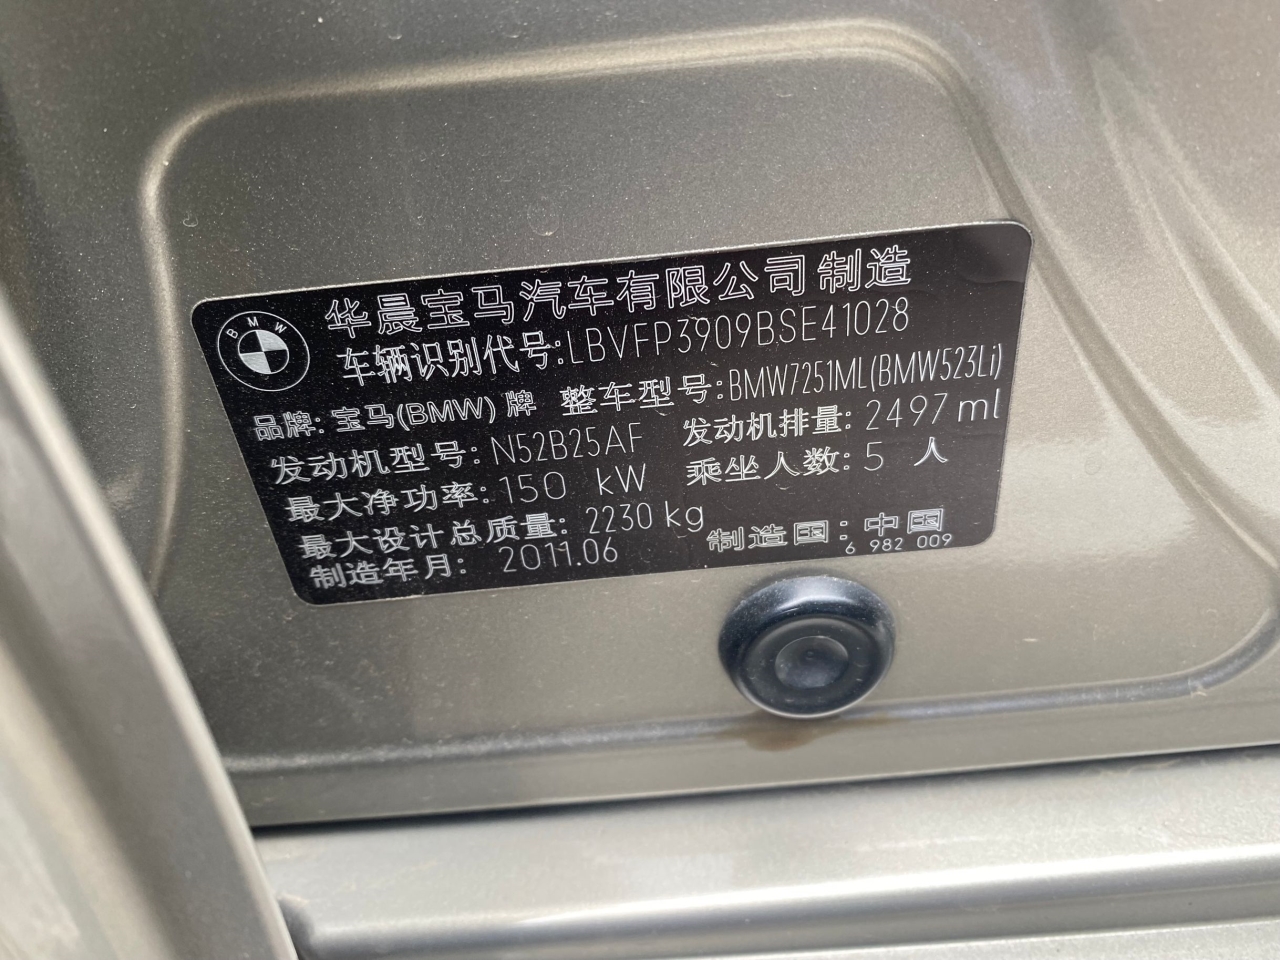 BMW
华晨宝马汽车有限公司 制造
车辆识别代号:LBVFP3909BSE41028
品牌: 宝马(BMW) 牌 整车型号:BMW7251ML(BMW523Li)
发动机型号: N52B25AF 发动机排量: 2497 ml
最大净功率: 150 kW 乘坐人数: 5 人
最大设计总质量: 2230 kg
制造年月: 2011.06 制造国: 中国
6 982 009